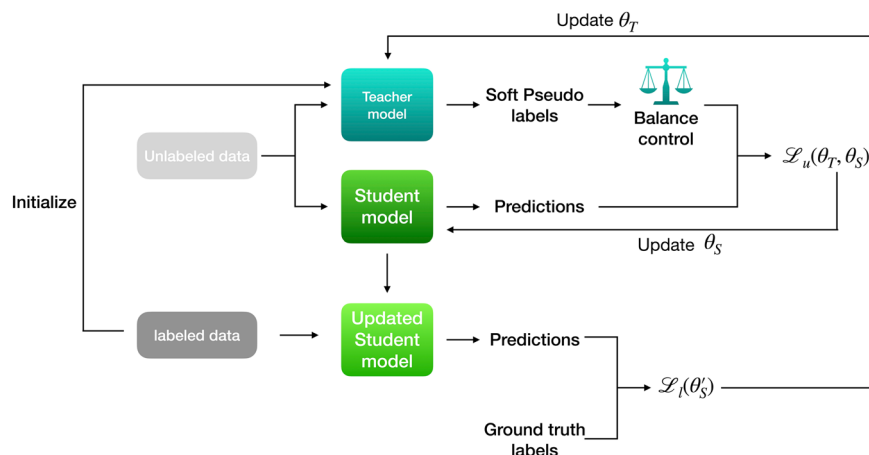 Update θ_T
Teacher
model
Soft Pseudo
labels
Balance
control
Unlabeled data
ℒ_u(θ_T, θ_S)
Initialize
Student
model
Predictions
Update θ_S
labeled data
Updated
Student
model
Predictions
ℒ_l(θ′_S)
Ground truth
labels